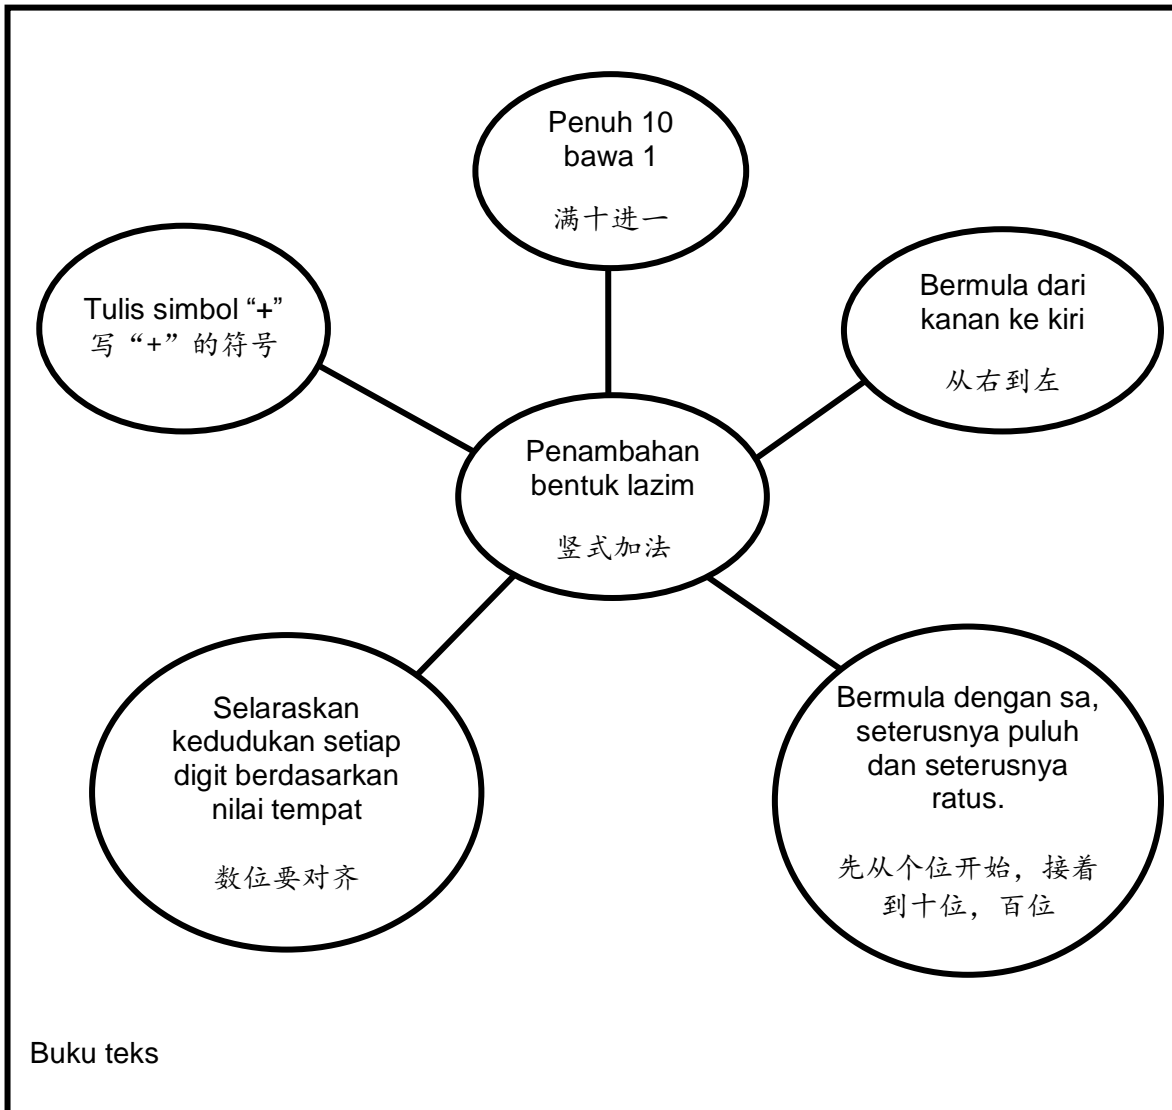 Penuh 10
bawa 1
满十进一
Tulis simbol “+”
写“+”的符号
Bermula dari
kanan ke kiri
从右到左
Penambahan
bentuk lazim
竖式加法
Selaraskan
kedudukan setiap
digit berdasarkan
nilai tempat
数位要对齐
Bermula dengan sa,
seterusnya puluh
dan seterusnya
ratus.
先从个位开始，接着
到十位，百位
Buku teks